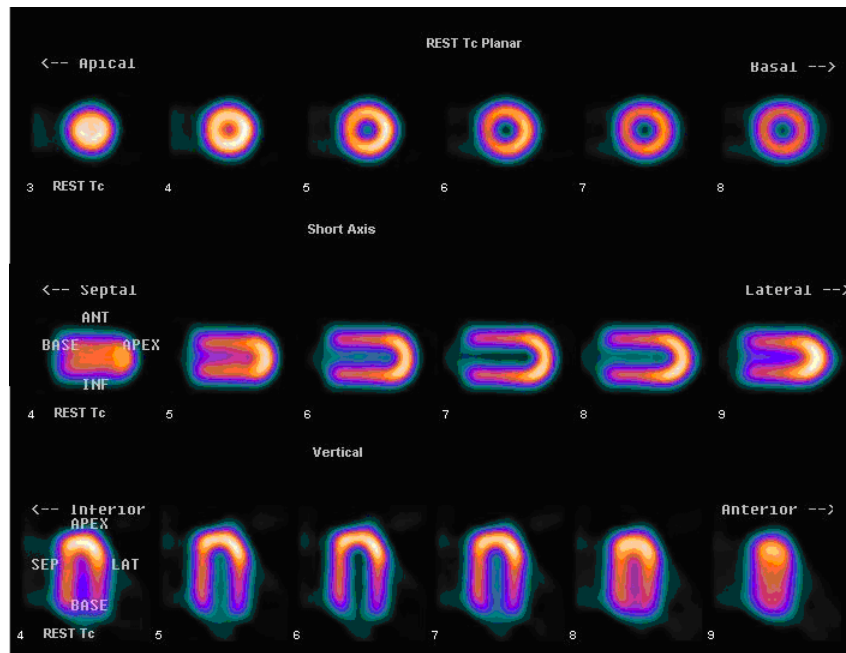 REST Tc Planar
<-- Apical Basal -->
3 REST Tc 4 5 6 7 8
Short Axis
<-- Septal Lateral -->
ANT
BASE APEX
INF
4 REST Tc 5 6 7 8 9
Vertical
<-- Inferior Anterior -->
APEX
SEP LAT
BASE
4 REST Tc 5 6 7 8 9